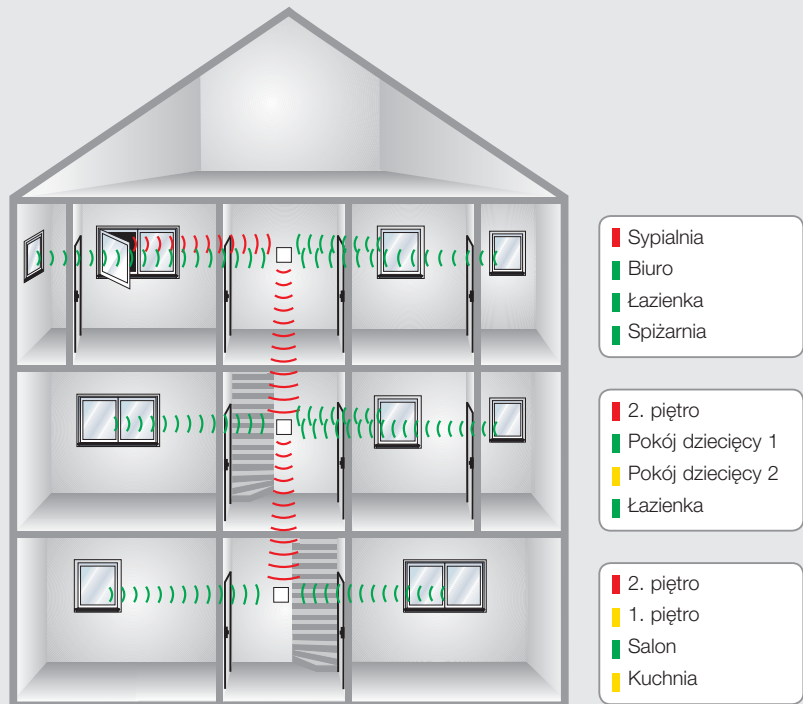 Sypialnia
Biuro
Łazienka
Spiżarnia
2. piętro
Pokój dziecięcy 1
Pokój dziecięcy 2
Łazienka
2. piętro
1. piętro
Salon
Kuchnia